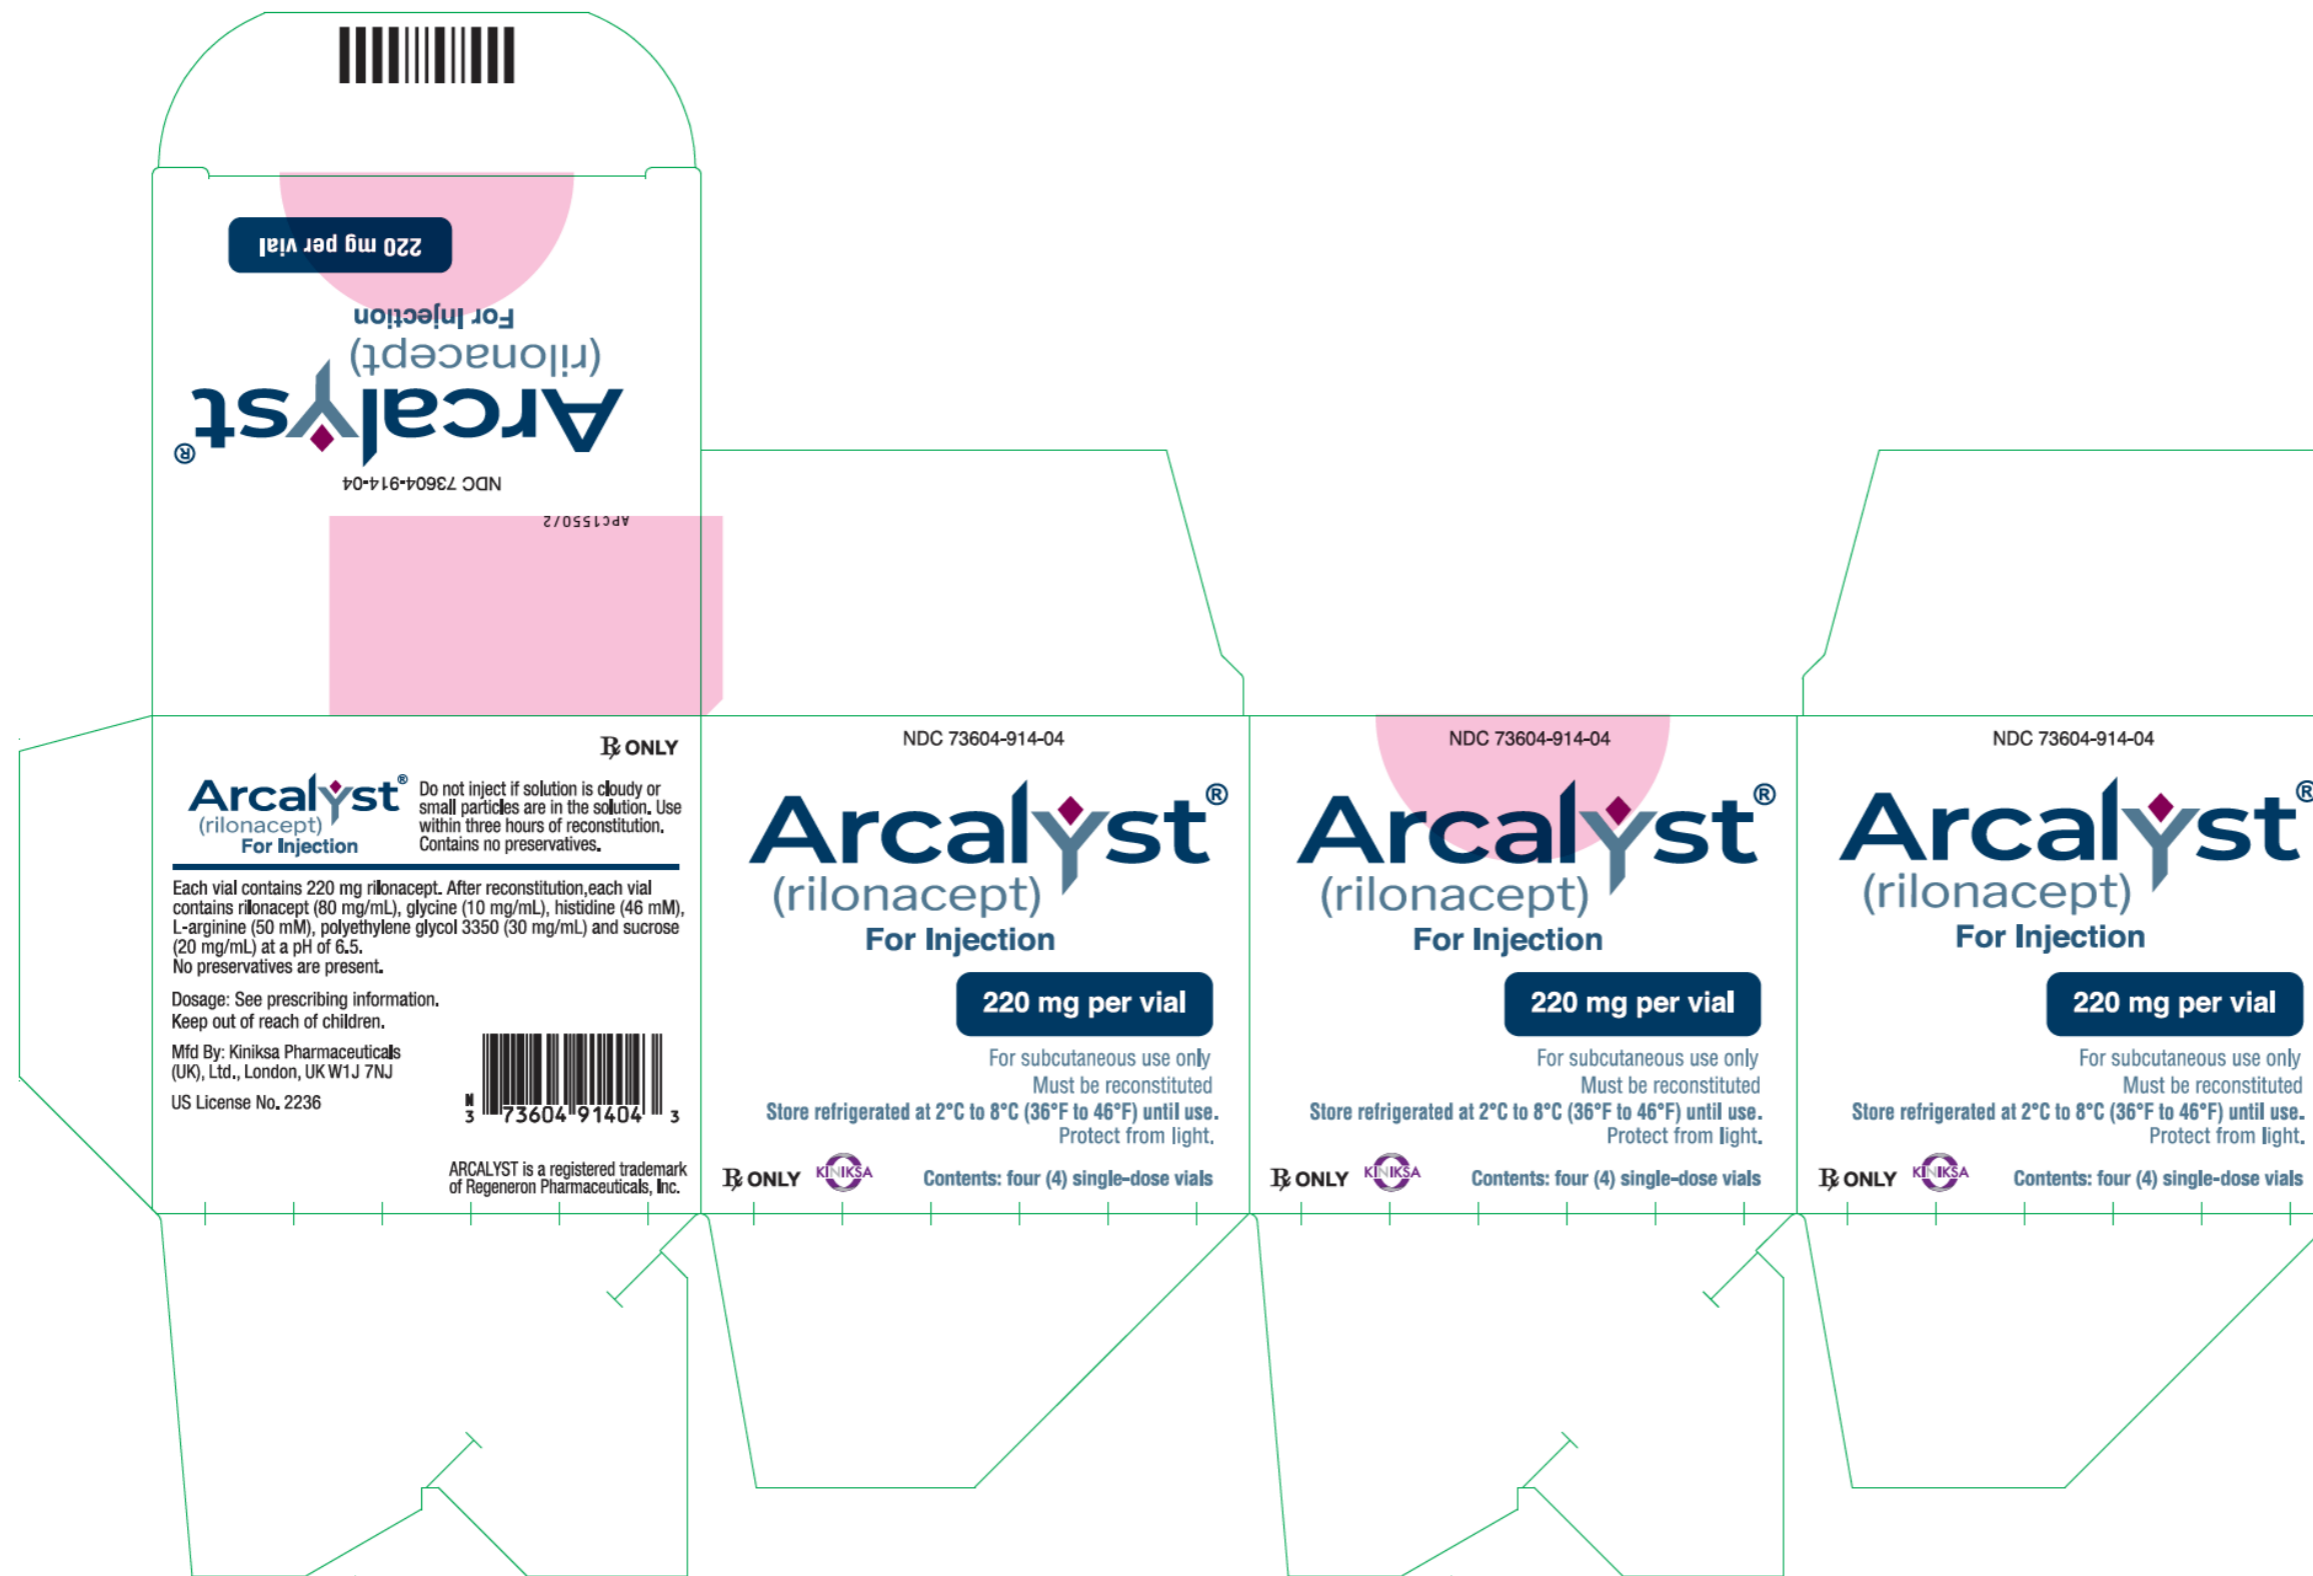 220 mg per vial
For Injection
(rilonacept)
Arcalyst®
NDC 73604-914-04
APC1550/2
℞ ONLY
Arcalyst®
(rilonacept)
For Injection
Do not inject if solution is cloudy or
small particles are in the solution. Use
within three hours of reconstitution.
Contains no preservatives.
Each vial contains 220 mg rilonacept. After reconstitution,each vial
contains rilonacept (80 mg/mL), glycine (10 mg/mL), histidine (46 mM),
L-arginine (50 mM), polyethylene glycol 3350 (30 mg/mL) and sucrose
(20 mg/mL) at a pH of 6.5.
No preservatives are present.
Dosage: See prescribing information.
Keep out of reach of children.
Mfd By: Kiniksa Pharmaceuticals
(UK), Ltd., London, UK W1J 7NJ
US License No. 2236
N
3 73604 91404 3
ARCALYST is a registered trademark
of Regeneron Pharmaceuticals, Inc.
NDC 73604-914-04
Arcalyst®
(rilonacept)
For Injection
220 mg per vial
For subcutaneous use only
Must be reconstituted
Store refrigerated at 2°C to 8°C (36°F to 46°F) until use.
Protect from light.
℞ ONLY KINIKSA Contents: four (4) single-dose vials
NDC 73604-914-04
Arcalyst®
(rilonacept)
For Injection
220 mg per vial
For subcutaneous use only
Must be reconstituted
Store refrigerated at 2°C to 8°C (36°F to 46°F) until use.
Protect from light.
℞ ONLY KINIKSA Contents: four (4) single-dose vials
NDC 73604-914-04
Arcalyst®
(rilonacept)
For Injection
220 mg per vial
For subcutaneous use only
Must be reconstituted
Store refrigerated at 2°C to 8°C (36°F to 46°F) until use.
Protect from light.
℞ ONLY KINIKSA Contents: four (4) single-dose vials